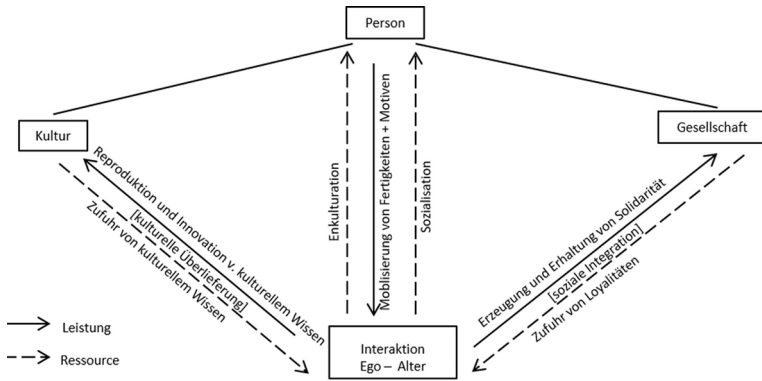 Person
Kultur
Gesellschaft
Reproduktion und Innovation v. kulturellem Wissen
[kulturelle Überlieferung]
Zufuhr von kulturellem Wissen
Enkulturation
Moblisierung von Fertigkeiten + Motiven
Sozialisation
Erzeugung und Erhaltung von Solidarität
[soziale Integration]
Zufuhr von Loyalitäten
Leistung
Ressource
Interaktion
Ego – Alter